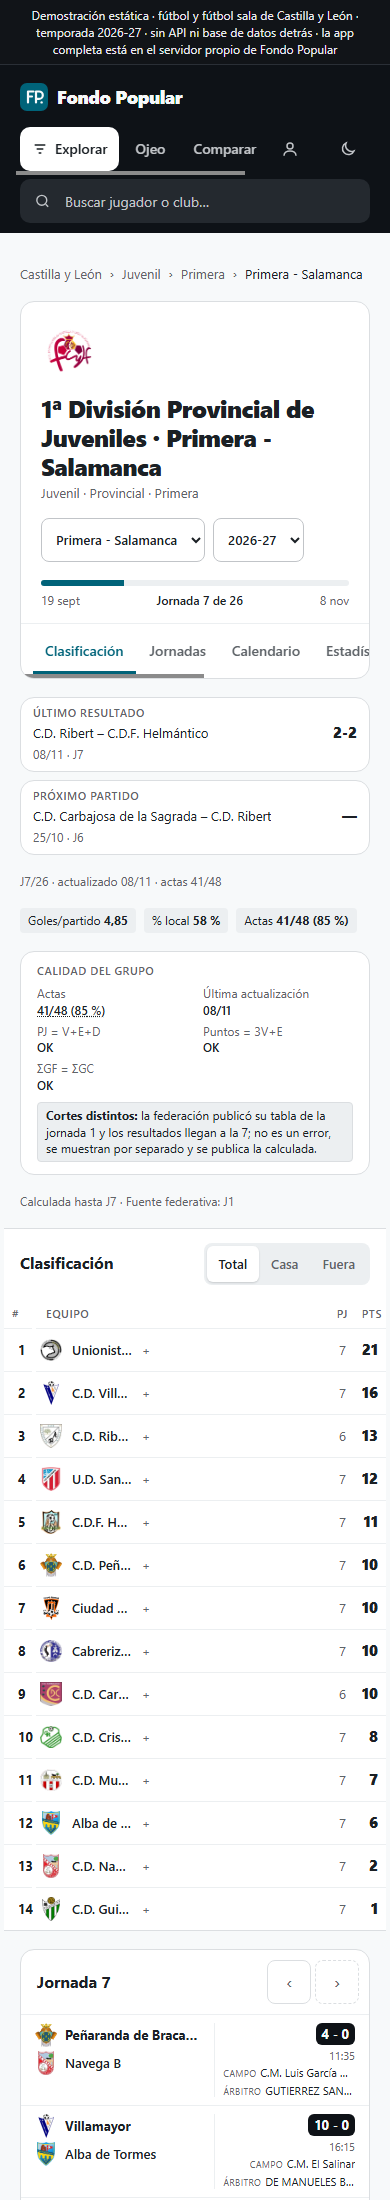 Demostración estática · fútbol y fútbol sala de Castilla y León ·
temporada 2026-27 · sin API ni base de datos detrás · la app
completa está en el servidor propio de Fondo Popular
FP. Fondo Popular
Explorar Ojeo Comparar
Buscar jugador o club...
Castilla y León › Juvenil › Primera › Primera - Salamanca
1ª División Provincial de
Juveniles · Primera -
Salamanca
Juvenil · Provincial · Primera
Primera - Salamanca 2026-27
19 sept Jornada 7 de 26 8 nov
Clasificación Jornadas Calendario Estadís
ÚLTIMO RESULTADO
C.D. Ribert – C.D.F. Helmántico 2-2
08/11 · J7
PRÓXIMO PARTIDO
C.D. Carbajosa de la Sagrada – C.D. Ribert —
25/10 · J6
J7/26 · actualizado 08/11 · actas 41/48
Goles/partido 4,85 % local 58 % Actas 41/48 (85 %)
CALIDAD DEL GRUPO
Actas Última actualización
41/48 (85 %) 08/11
PJ = V+E+D Puntos = 3V+E
OK OK
ΣGF = ΣGC
OK
Cortes distintos: la federación publicó su tabla de la
jornada 1 y los resultados llegan a la 7; no es un error,
se muestran por separado y se publica la calculada.
Calculada hasta J7 · Fuente federativa: J1
Clasificación Total Casa Fuera
# EQUIPO PJ PTS
1 Unionist... + 7 21
2 C.D. Vill... + 7 16
3 C.D. Rib... + 6 13
4 U.D. San... + 7 12
5 C.D.F. H... + 7 11
6 C.D. Peñ... + 7 10
7 Ciudad ... + 7 10
8 Cabreriz... + 7 10
9 C.D. Car... + 6 10
10 C.D. Cris... + 7 8
11 C.D. Mu... + 7 7
12 Alba de ... + 7 6
13 C.D. Na... + 7 2
14 C.D. Gui... + 7 1
Jornada 7 ‹ ›
Peñaranda de Braca... 4 - 0
Navega B 11:35
CAMPO C.M. Luis García ...
ÁRBITRO GUTIERREZ SAN...
Villamayor 10 - 0
Alba de Tormes 16:15
CAMPO C.M. El Salinar
ÁRBITRO DE MANUELES B...